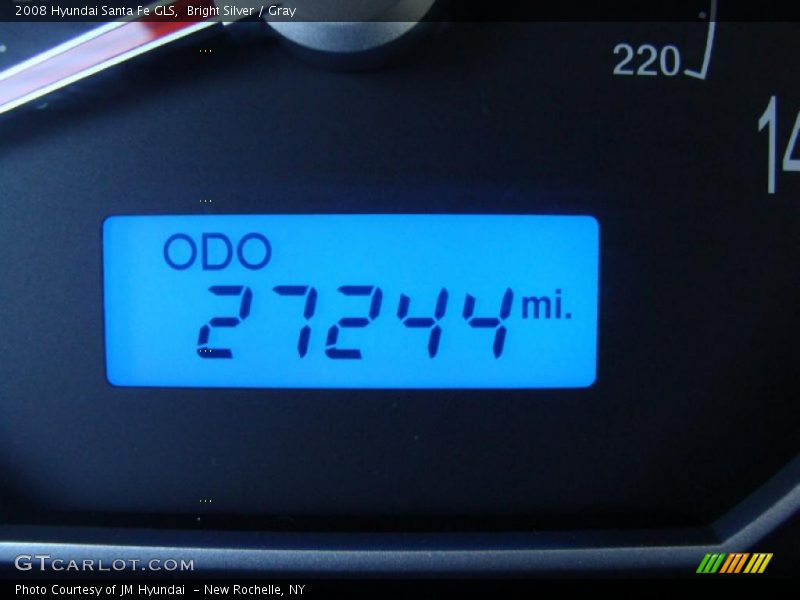 2008 Hyundai Santa Fe GLS,  Bright Silver / Gray
220
ODO
27244 mi.
GTCARLOT.COM
Photo Courtesy of JM Hyundai  - New Rochelle, NY